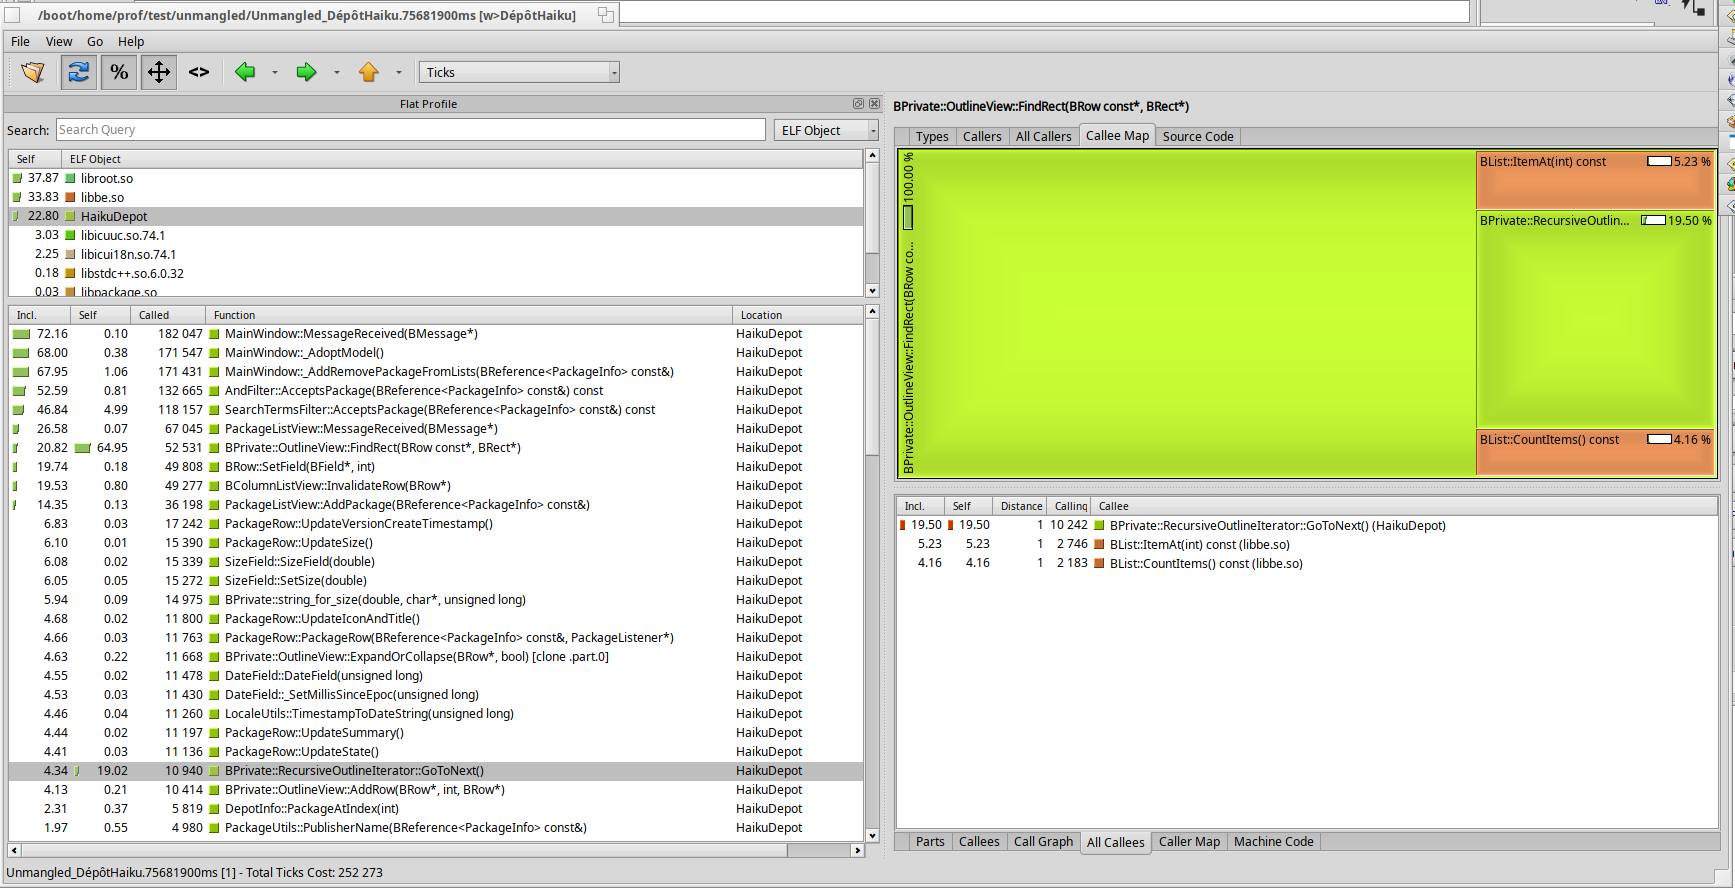 /boot/home/prof/test/unmangled/Unmangled_DépôtHaiku.75681900ms [w>DépôtHaiku]
File View Go Help
% <> Ticks
Flat Profile
Search: Search Query ELF Object
Self ELF Object
37.87 libroot.so
33.83 libbe.so
22.80 HaikuDepot
3.03 libicuuc.so.74.1
2.25 libicui18n.so.74.1
0.18 libstdc++.so.6.0.32
0.03 libpackage.so
Incl. Self Called Function Location
72.16 0.10 182 047 MainWindow::MessageReceived(BMessage*) HaikuDepot
68.00 0.38 171 547 MainWindow::_AdoptModel() HaikuDepot
67.95 1.06 171 431 MainWindow::_AddRemovePackageFromLists(BReference<PackageInfo> const&) HaikuDepot
52.59 0.81 132 665 AndFilter::AcceptsPackage(BReference<PackageInfo> const&) const HaikuDepot
46.84 4.99 118 157 SearchTermsFilter::AcceptsPackage(BReference<PackageInfo> const&) const HaikuDepot
26.58 0.07 67 045 PackageListView::MessageReceived(BMessage*) HaikuDepot
20.82 64.95 52 531 BPrivate::OutlineView::FindRect(BRow const*, BRect*) HaikuDepot
19.74 0.18 49 808 BRow::SetField(BField*, int) HaikuDepot
19.53 0.80 49 277 BColumnListView::InvalidateRow(BRow*) HaikuDepot
14.35 0.13 36 198 PackageListView::AddPackage(BReference<PackageInfo> const&) HaikuDepot
6.83 0.03 17 242 PackageRow::UpdateVersionCreateTimestamp() HaikuDepot
6.10 0.01 15 390 PackageRow::UpdateSize() HaikuDepot
6.08 0.02 15 339 SizeField::SizeField(double) HaikuDepot
6.05 0.05 15 272 SizeField::SetSize(double) HaikuDepot
5.94 0.09 14 975 BPrivate::string_for_size(double, char*, unsigned long) HaikuDepot
4.68 0.02 11 800 PackageRow::UpdateIconAndTitle() HaikuDepot
4.66 0.03 11 763 PackageRow::PackageRow(BReference<PackageInfo> const&, PackageListener*) HaikuDepot
4.63 0.22 11 668 BPrivate::OutlineView::ExpandOrCollapse(BRow*, bool) [clone .part.0] HaikuDepot
4.55 0.02 11 478 DateField::DateField(unsigned long) HaikuDepot
4.53 0.03 11 430 DateField::_SetMillisSinceEpoc(unsigned long) HaikuDepot
4.46 0.04 11 260 LocaleUtils::TimestampToDateString(unsigned long) HaikuDepot
4.44 0.02 11 197 PackageRow::UpdateSummary() HaikuDepot
4.41 0.03 11 136 PackageRow::UpdateState() HaikuDepot
4.34 19.02 10 940 BPrivate::RecursiveOutlineIterator::GoToNext() HaikuDepot
4.13 0.21 10 414 BPrivate::OutlineView::AddRow(BRow*, int, BRow*) HaikuDepot
2.31 0.37 5 819 DepotInfo::PackageAtIndex(int) HaikuDepot
1.97 0.55 4 980 PackageUtils::PublisherName(BReference<PackageInfo> const&) HaikuDepot
Unmangled_DépôtHaiku.75681900ms [1] - Total Ticks Cost: 252 273
BPrivate::OutlineView::FindRect(BRow const*, BRect*)
Types Callers All Callers Callee Map Source Code
BPrivate::OutlineView::FindRect(BRow co... 100.00 %
BList::ItemAt(int) const 5.23 %
BPrivate::RecursiveOutlin... 19.50 %
BList::CountItems() const 4.16 %
Incl. Self Distance Calling Callee
19.50 19.50 1 10 242 BPrivate::RecursiveOutlineIterator::GoToNext() (HaikuDepot)
5.23 5.23 1 2 746 BList::ItemAt(int) const (libbe.so)
4.16 4.16 1 2 183 BList::CountItems() const (libbe.so)
Parts Callees Call Graph All Callees Caller Map Machine Code